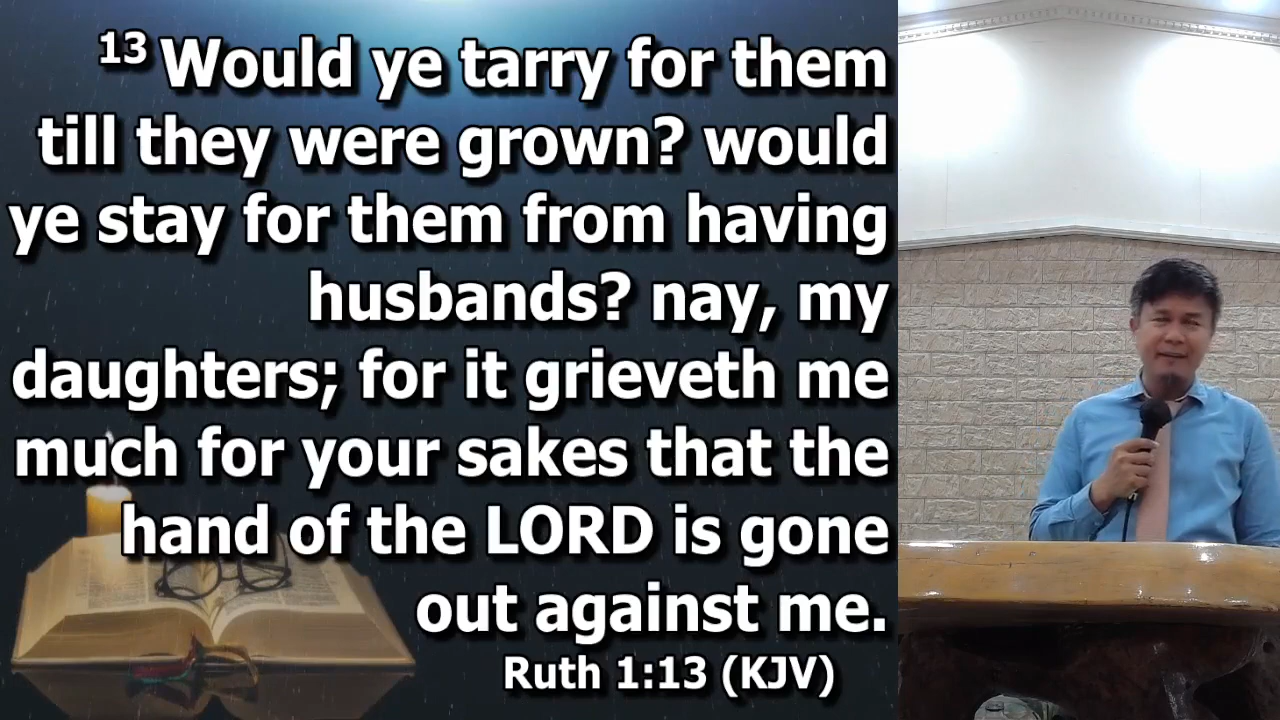 13 Would ye tarry for them
till they were grown? would
ye stay for them from having
husbands? nay, my
daughters; for it grieveth me
much for your sakes that the
hand of the LORD is gone
out against me.
Ruth 1:13 (KJV)